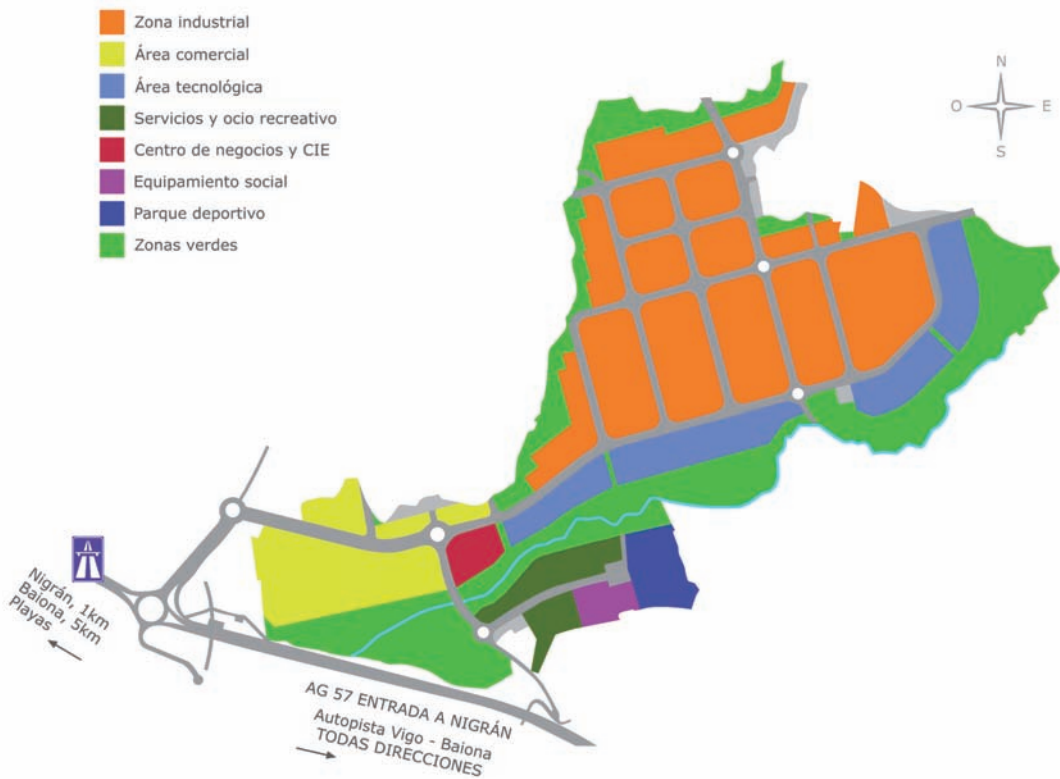 Zona industrial
Área comercial
Área tecnológica
Servicios y ocio recreativo
Centro de negocios y CIE
Equipamiento social
Parque deportivo
Zonas verdes
N
O
E
S
Nigrán, 1km
Baiona, 5km
Playas
AG 57 ENTRADA A NIGRÁN
Autopista Vigo - Baiona
TODAS DIRECCIONES